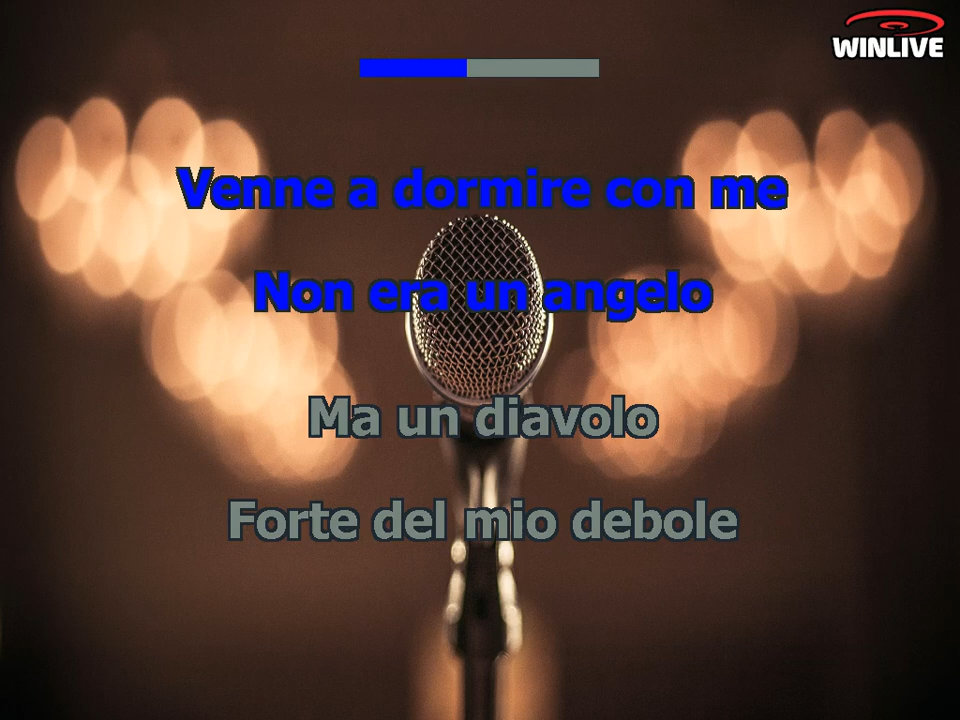 WINLIVE
Venne a dormire con me
Non era un angelo
Ma un diavolo
Forte del mio debole